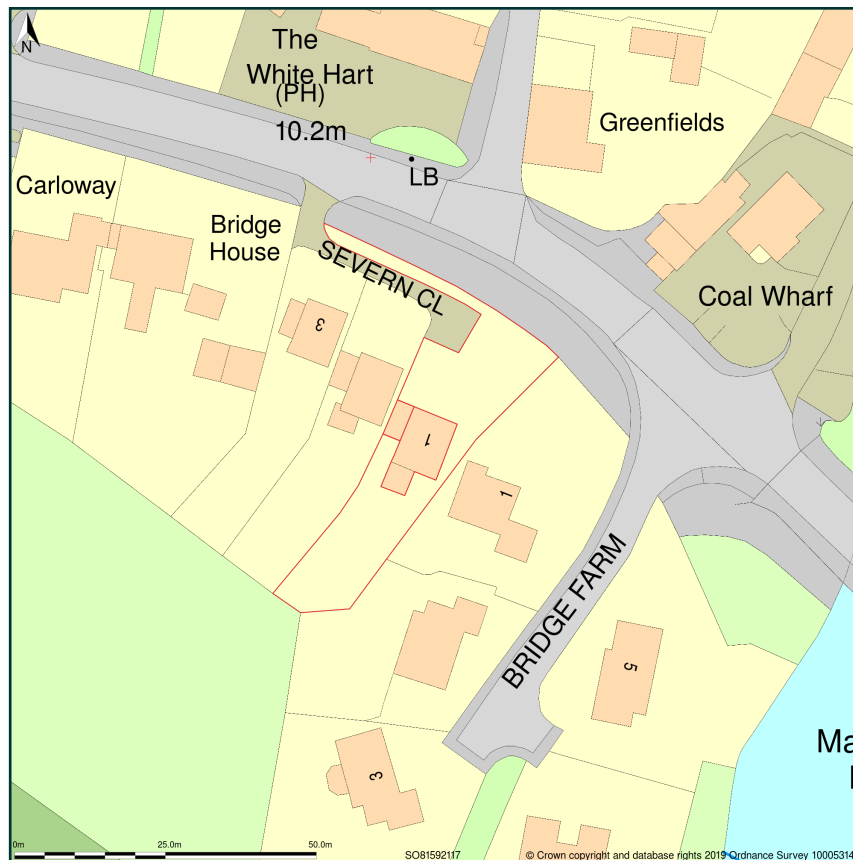 N
The
White Hart
(PH)
10.2m
LB
Greenfields
Carloway
Bridge
House
SEVERN CL
Coal Wharf
3
1
1
BRIDGE FARM
5
3
Ma
0m
25.0m
50.0m
SO81592117
© Crown copyright and database rights 2019 Ordnance Survey 10005314